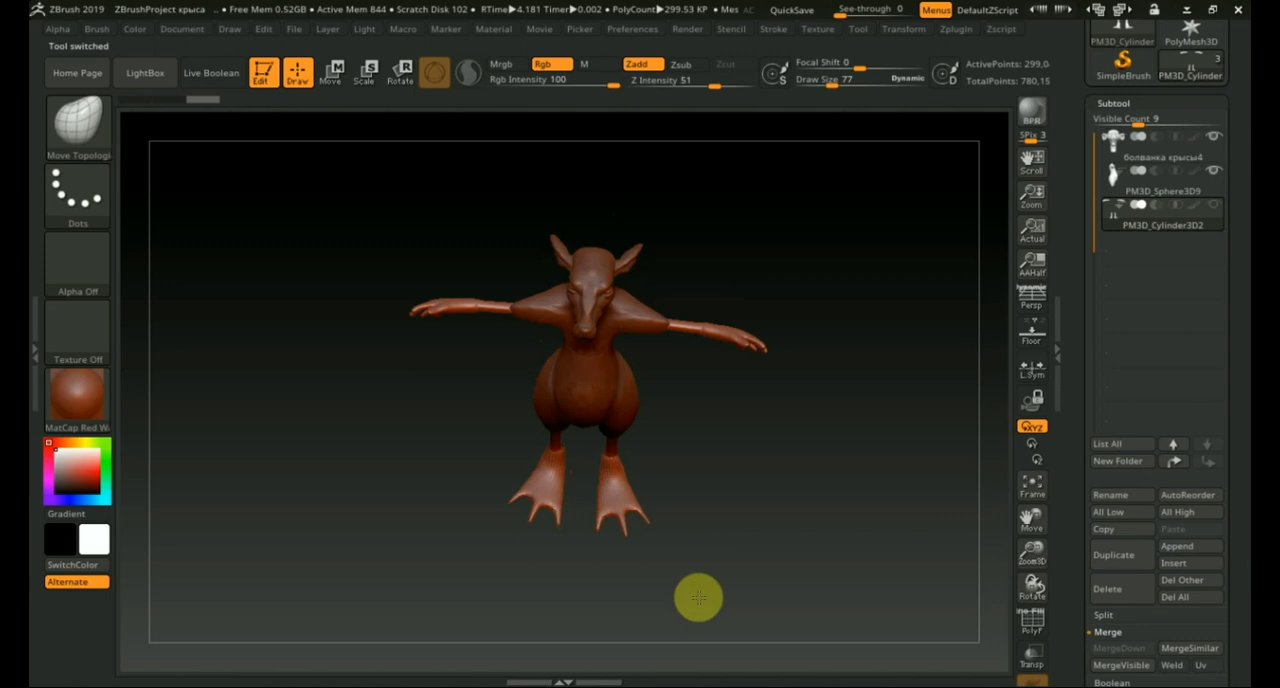 ZBrush 2019 ZBrushProject крыса .. • Free Mem 0.52GB • Active Mem 844 • Scratch Disk 102 • RTime▶4.181 Timer▶0.002 • PolyCount▶299.53 KP • Mes AC QuickSave See-through 0 Menus DefaultZScript
Alpha Brush Color Document Draw Edit File Layer Light Macro Marker Material Movie Picker Preferences Render Stencil Stroke Texture Tool Transform Zplugin Zscript
Tool switched
Home Page LightBox Live Boolean Edit Draw Move Scale Rotate
Mrgb Rgb M Zadd Zsub Zcut
Rgb Intensity 100 Z Intensity 51
Focal Shift 0
Draw Size 77 Dynamic
ActivePoints: 299,0
TotalPoints: 780,15
Move Topologi
Dots
Alpha Off
Texture Off
MatCap Red Wa
Gradient
SwitchColor
Alternate
BPR
SPix 3
Scroll
Zoom
Actual
AAHalf
Dynamic
Persp
Floor
L.Sym
XYZ
Frame
Move
Zoom3D
Rotate
PolyF
Transp
PM3D_Cylinder PolyMesh3D
3
SimpleBrush PM3D_Cylinder
Subtool
Visible Count 9
болванка крысы4
PM3D_Sphere3D9
PM3D_Cylinder3D2
List All
New Folder
Rename AutoReorder
All Low All High
Copy Paste
Duplicate Append
Insert
Delete Del Other
Del All
Split
Merge
MergeDown MergeSimilar
MergeVisible Weld Uv
Boolean